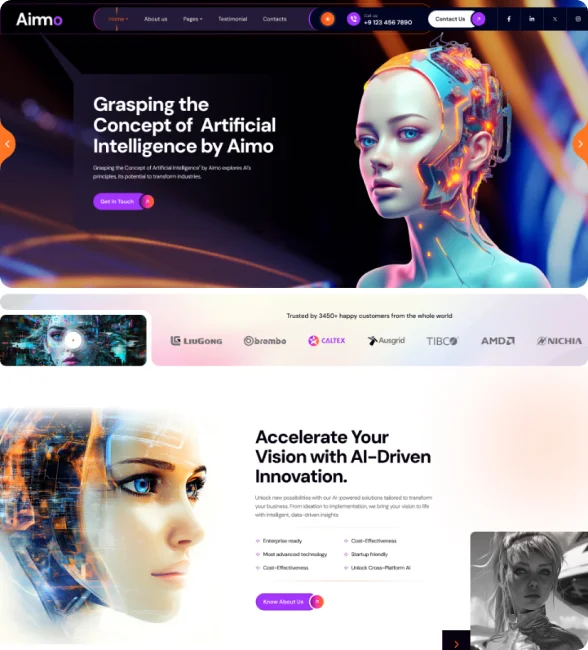 Aimo
Home
About us
Pages
Testimonial
Contacts
Call us
+9 123 456 7890
Contact Us
Grasping the
Concept of Artificial
Intelligence by Aimo
Grasping the Concept of Artificial Intelligence" by Aimo explores AI's
principles, its potential to transform industries.
Get in Touch
Trusted by 3450+ happy customers from the whole world
LIUGONG
brembo
CALTEX
Ausgrid
TIBCO
AMD
NICHIA
Accelerate Your
Vision with AI-Driven
Innovation.
Unlock new possibilities with our AI-powered solutions tailored to transform
your business. From ideation to implementation, we bring your vision to life
with intelligent, data-driven insights.
Enterprise ready
Cost-Effectiveness
Most advanced technology
Startup friendly
Cost-Effectiveness
Unlock Cross-Platform AI
Know About Us